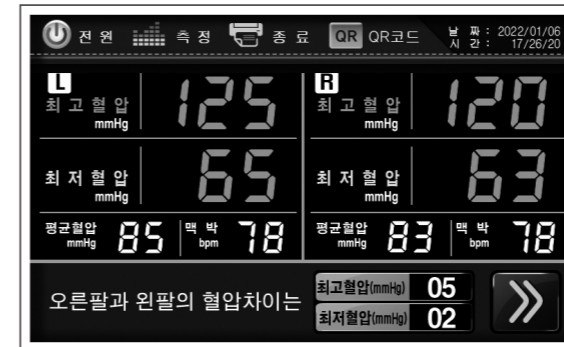 전 원 측 정 종 료 QR QR코드 날 짜 : 2022/01/06
시 간 : 17/26/20
L R
최 고 혈 압 mmHg 125 최 고 혈 압 mmHg 120
최 저 혈 압 mmHg 65 최 저 혈 압 mmHg 63
평균혈압 mmHg 85 맥 박 bpm 78 평균혈압 mmHg 83 맥 박 bpm 78
오른팔과 왼팔의 혈압차이는
최고혈압(mmHg) 05
최저혈압(mmHg) 02